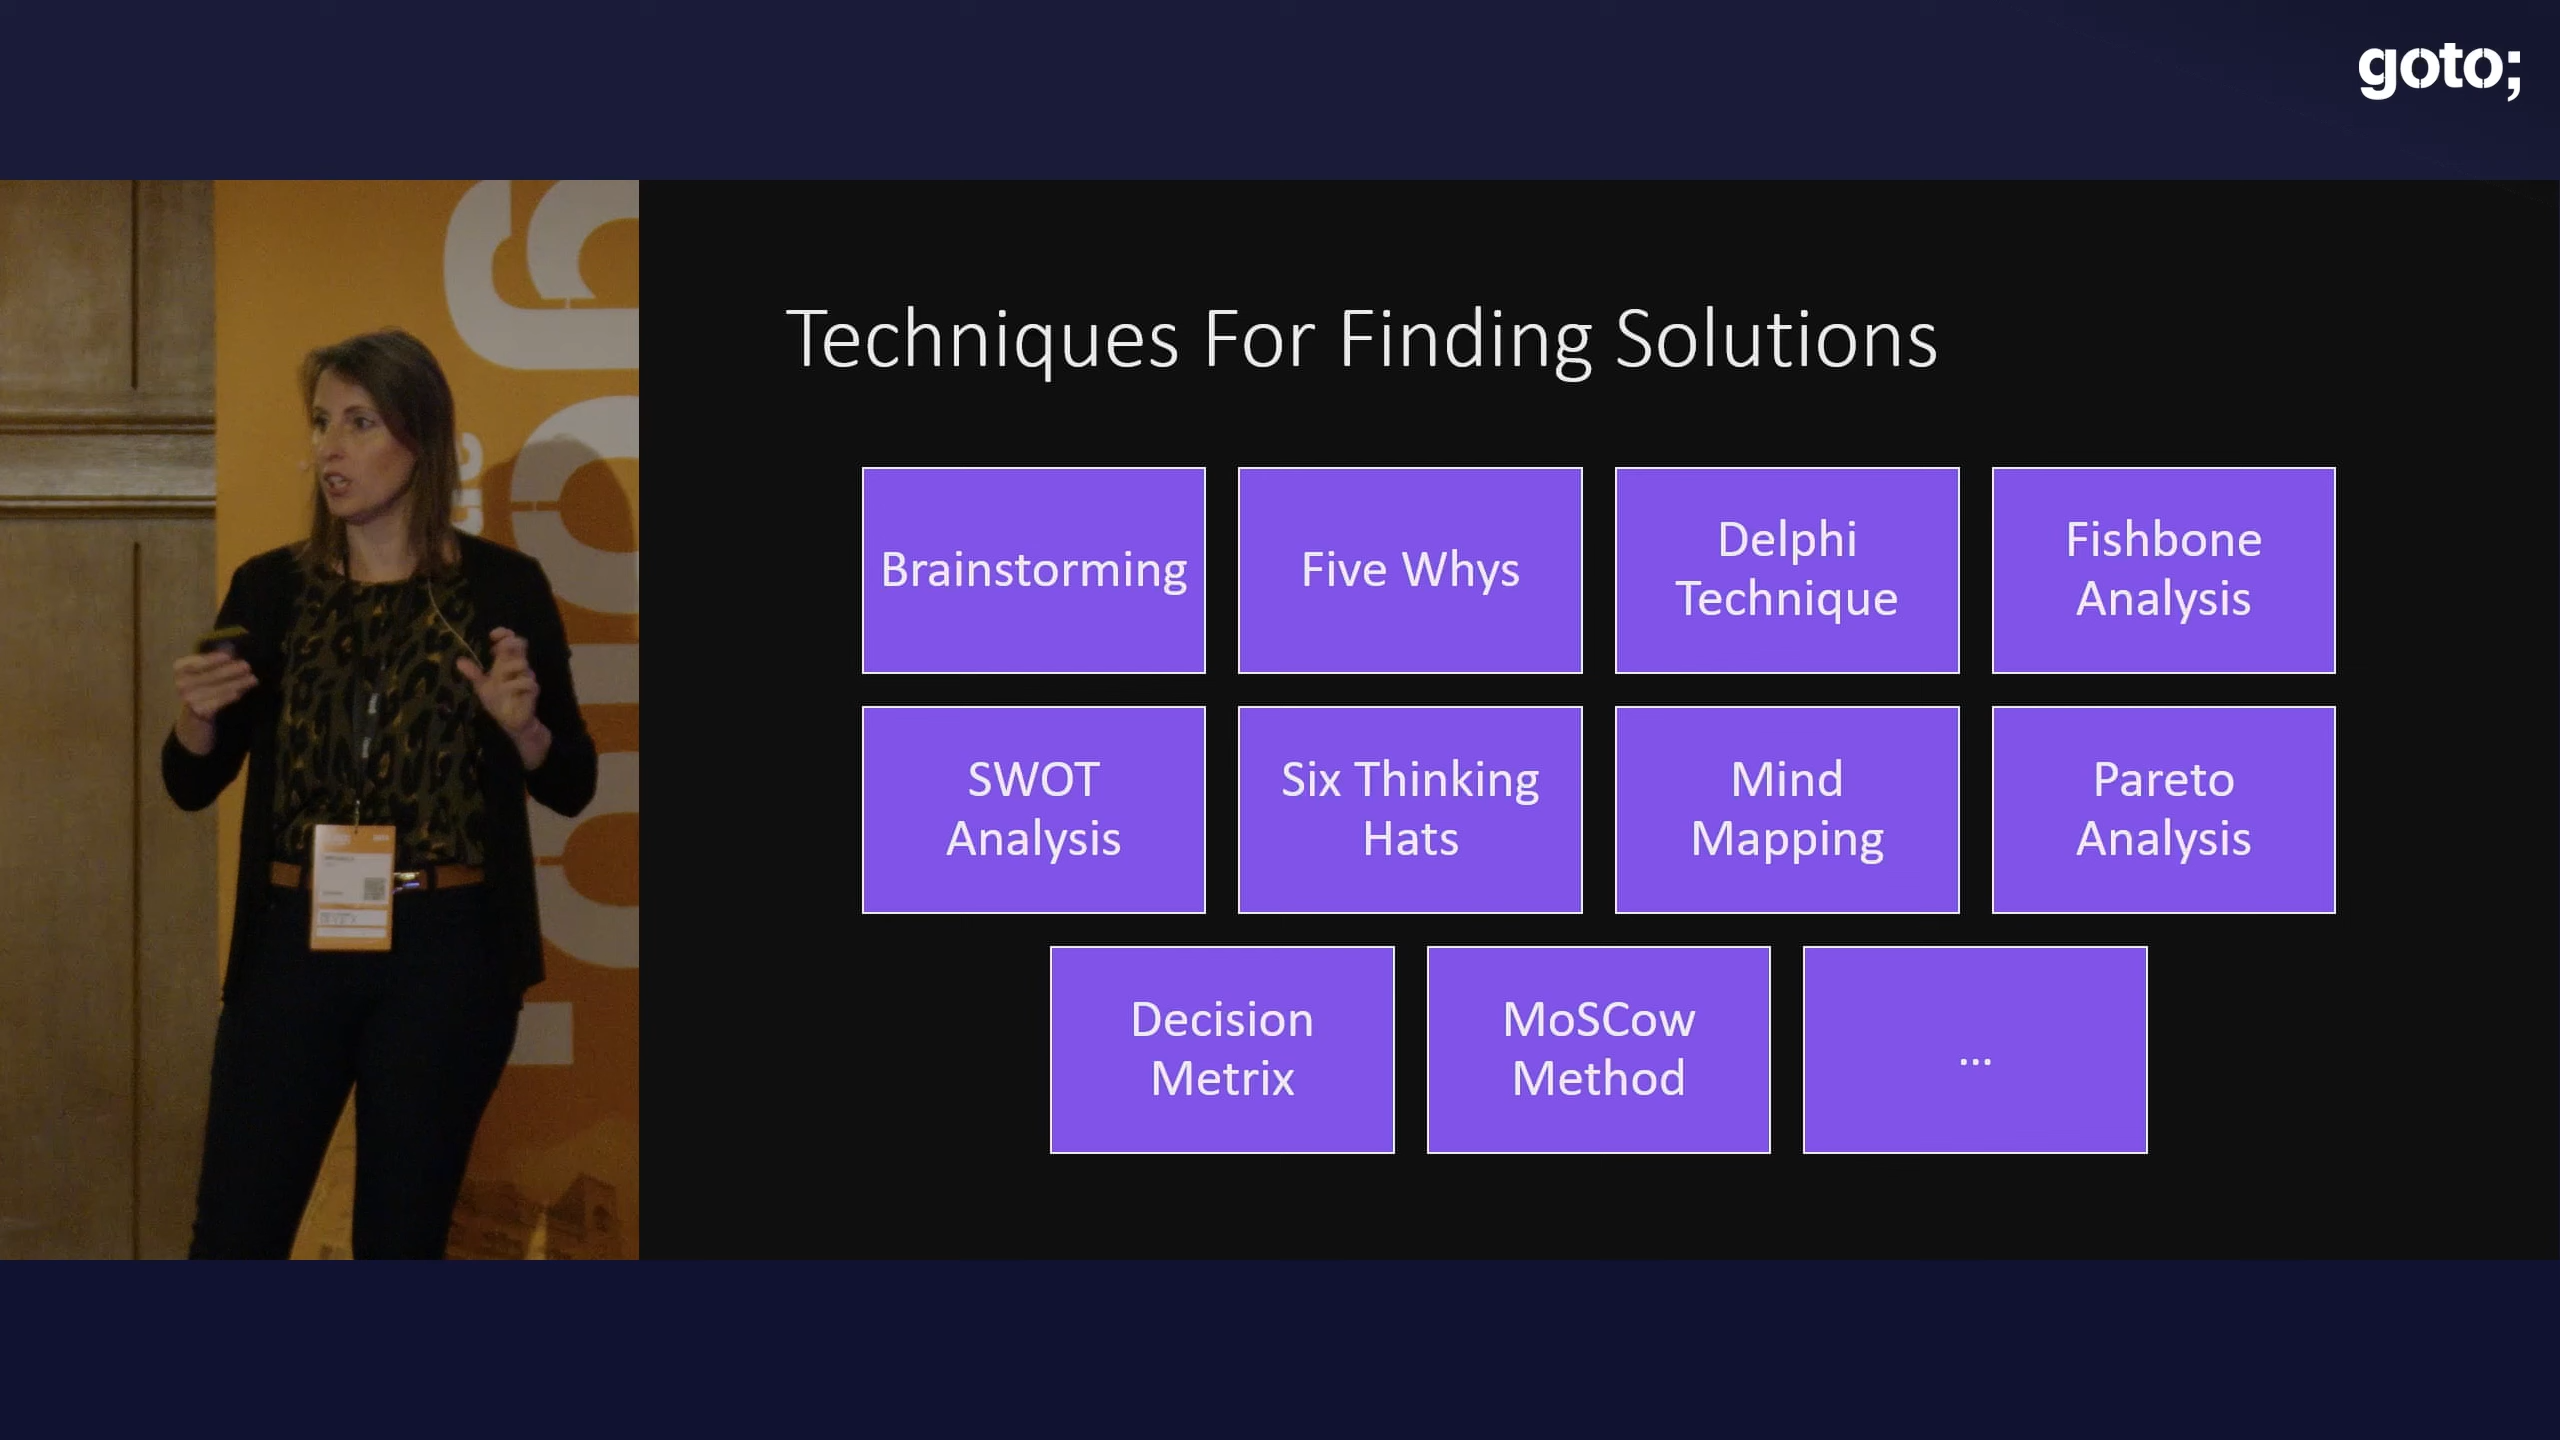 goto;
Techniques For Finding Solutions
Brainstorming
Five Whys
Delphi
Technique
Fishbone
Analysis
SWOT
Analysis
Six Thinking
Hats
Mind
Mapping
Pareto
Analysis
Decision
Metrix
MoSCow
Method
...